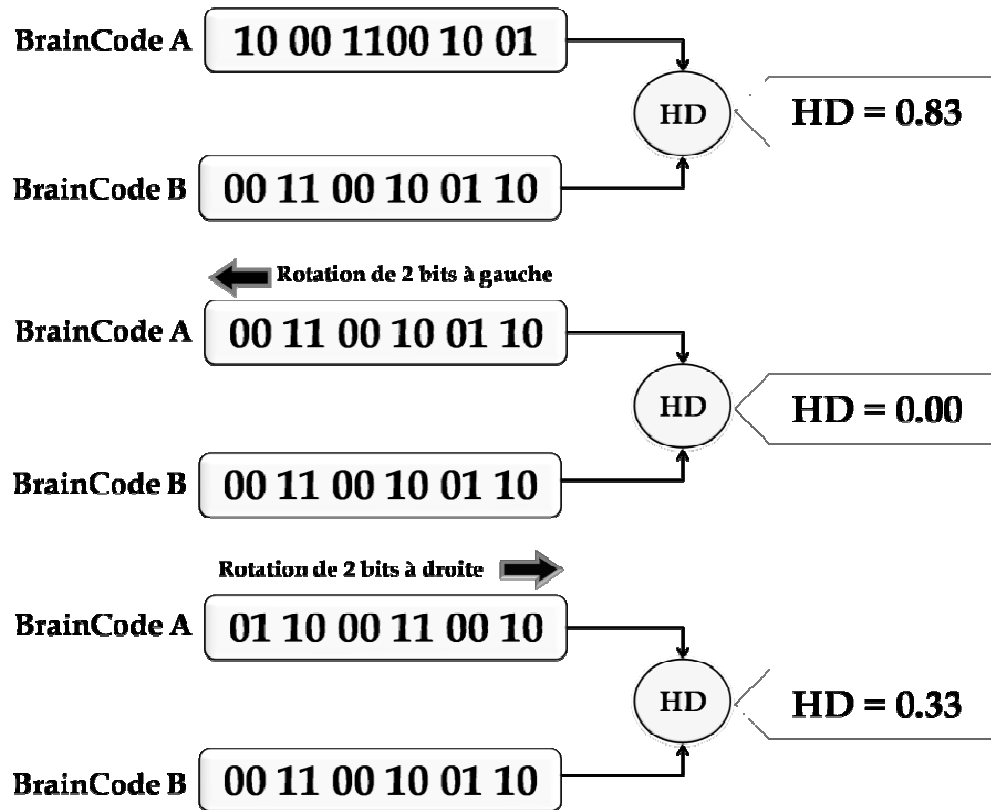 BrainCode A 10 00 1100 10 01
HD
HD = 0.83
BrainCode B 00 11 00 10 01 10
Rotation de 2 bits à gauche
BrainCode A 00 11 00 10 01 10
HD
HD = 0.00
BrainCode B 00 11 00 10 01 10
Rotation de 2 bits à droite
BrainCode A 01 10 00 11 00 10
HD
HD = 0.33
BrainCode B 00 11 00 10 01 10